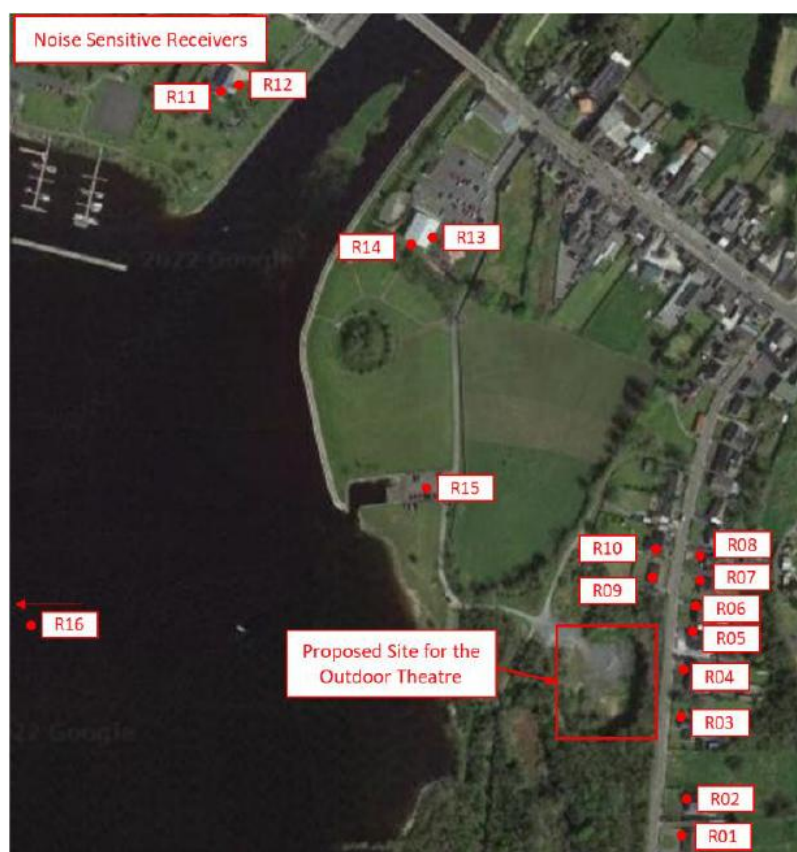 Noise Sensitive Receivers
R11
R12
R14
R13
2022 Google
R15
R10
R08
R09
R07
R06
R16
R05
Proposed Site for the
Outdoor Theatre
R04
R03
22 Google
R02
R01